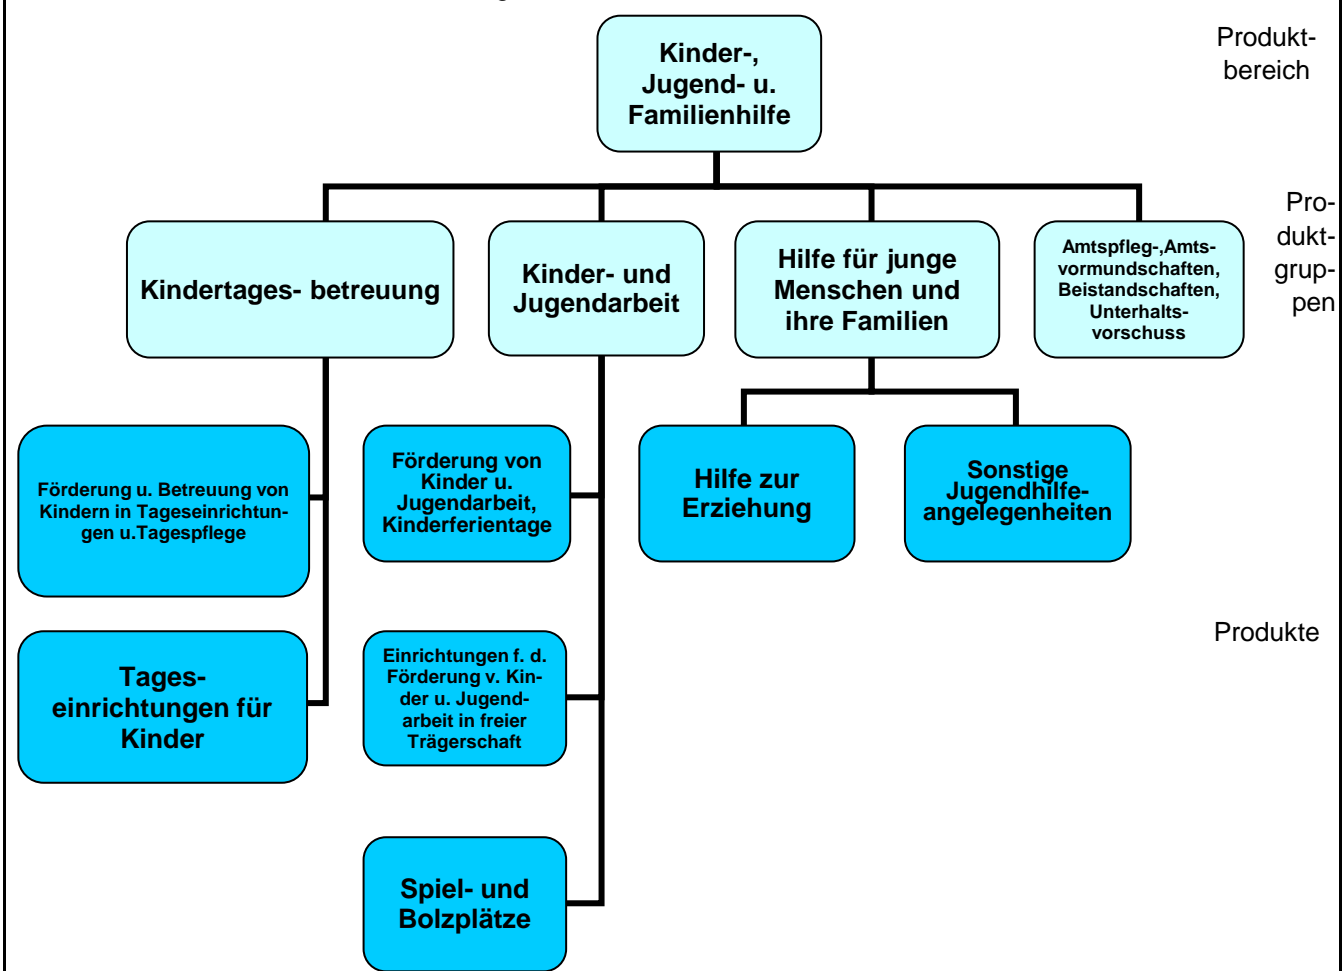 Kinder-,
Jugend- u.
Familienhilfe
Produkt-
bereich
Kindertages- betreuung
Kinder- und
Jugendarbeit
Hilfe für junge
Menschen und
ihre Familien
Amtspfleg-,Amts-
vormundschaften,
Beistandschaften,
Unterhalts-
vorschuss
Pro-
dukt-
grup-
pen
Förderung u. Betreuung von
Kindern in Tageseinrichtun-
gen u.Tagespflege
Förderung von
Kinder u.
Jugendarbeit,
Kinderferientage
Hilfe zur
Erziehung
Sonstige
Jugendhilfe-
angelegenheiten
Tages-
einrichtungen für
Kinder
Einrichtungen f. d.
Förderung v. Kin-
der u. Jugend-
arbeit in freier
Trägerschaft
Produkte
Spiel- und
Bolzplätze